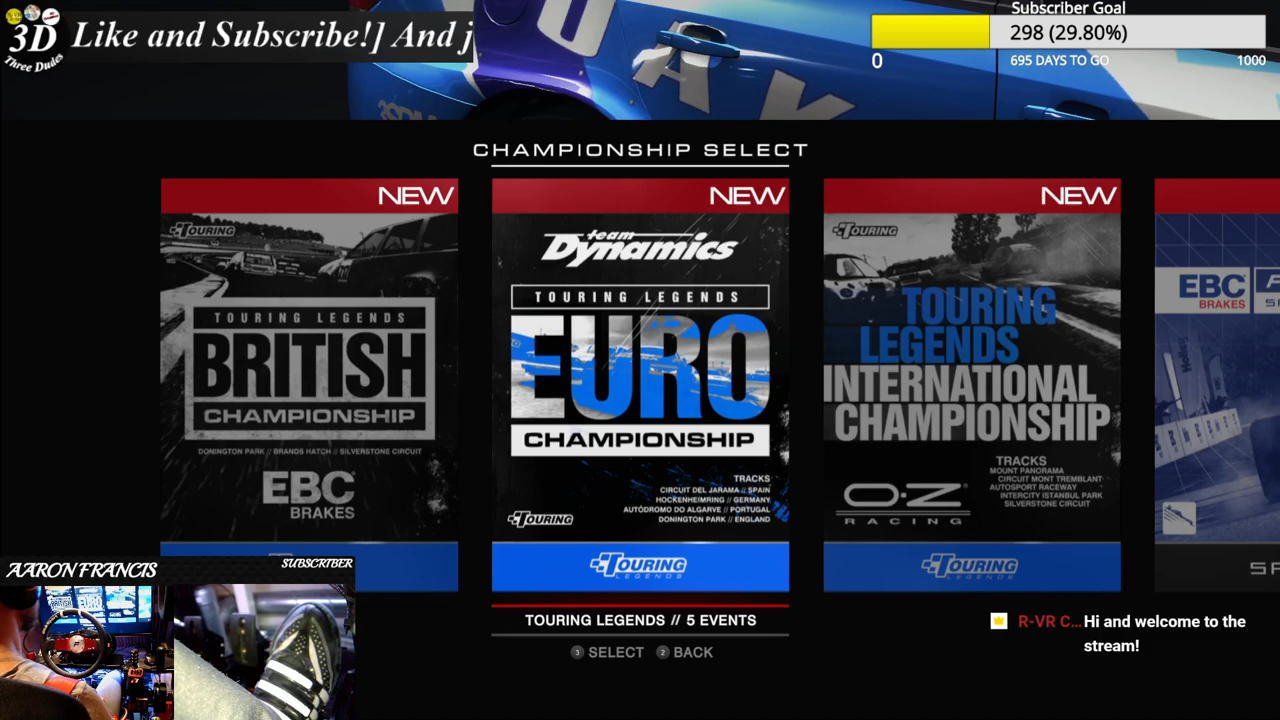 3D
Three Dudes
Like and Subscribe!] And j
Subscriber Goal
298 (29.80%)
0
695 DAYS TO GO
1000
CHAMPIONSHIP SELECT
NEW
TOURING
TOURING LEGENDS
BRITISH
CHAMPIONSHIP
DONINGTON PARK // BRANDS HATCH // SILVERSTONE CIRCUIT
EBC
BRAKES
NEW
team
Dynamics
TOURING LEGENDS
EURO
CHAMPIONSHIP
TRACKS
CIRCUIT DEL JARAMA // SPAIN
HOCKENHEIMRING // GERMANY
AUTÓDROMO DO ALGARVE // PORTUGAL
DONINGTON PARK // ENGLAND
TOURING
TOURING
LEGENDS
NEW
TOURING
TOURING
LEGENDS
INTERNATIONAL
CHAMPIONSHIP
TRACKS
MOUNT PANORAMA
CIRCUIT MONT TREMBLANT
AUTOSPORT RACEWAY
INTERCITY ISTANBUL PARK
SILVERSTONE CIRCUIT
O·Z
RACING
TOURING
LEGENDS
EBC
BRAKES
TOURING LEGENDS // 5 EVENTS
3 SELECT 2 BACK
AARON FRANCIS
SUBSCRIBER
BRITISH EURO
R-VR C... Hi and welcome to the
stream!